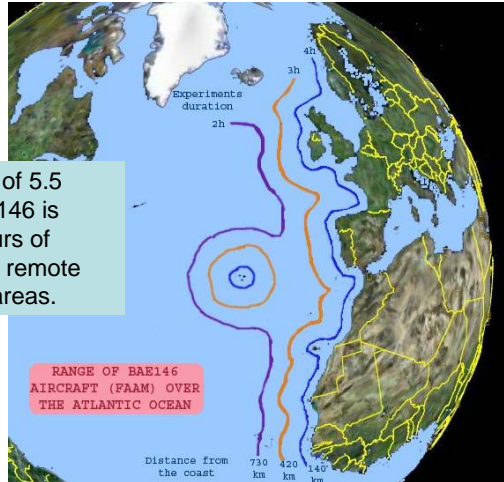 4h
3h
Experiments
duration
2h
of 5.5
146 is
urs of
remote
areas.
RANGE OF BAE146
AIRCRAFT (FAAM) OVER
THE ATLANTIC OCEAN
Distance from
the coast
730
km
420
km
140
km